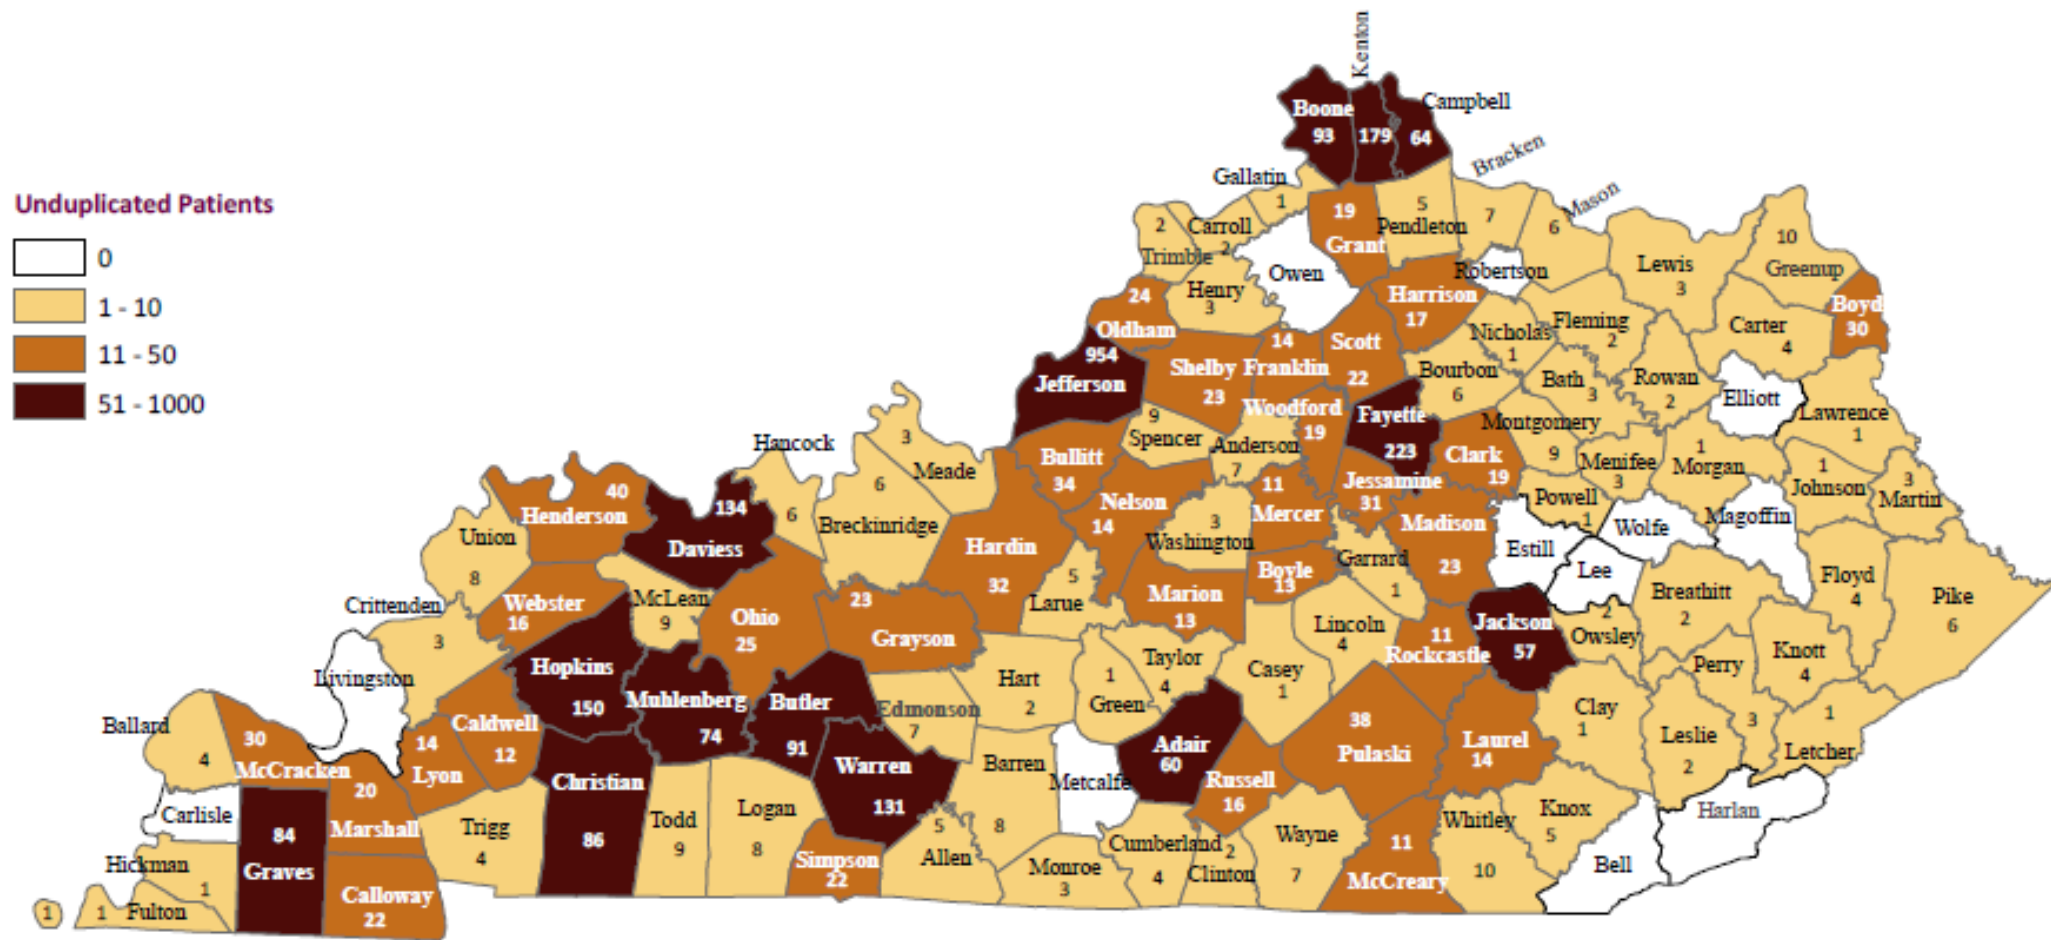 Kenton
Boone
93
179
64
Campbell
Bracken
Gallatin
1
Mason
Unduplicated Patients
0
1 - 10
11 - 50
51 - 1000
2
Carroll
2
Trimble
19
Grant
5
Pendleton
7
6
10
Greenup
Owen
Robertson
Lewis
3
24
Oldham
Henry
3
Harrison
17
Boyd
30
954
Jefferson
Shelby
23
14
Franklin
Scott
22
Nicholas
1
Fleming
2
Carter
4
Bourbon
6
Bath
3
Rowan
2
Elliott
Lawrence
1
9
Spencer
Woodford
19
Fayette
223
Montgomery
9
Hancock
6
3
Meade
6
Breckinridge
Bullitt
34
Anderson
7
Clark
19
Menifee
3
1
Morgan
1
Johnson
3
Martin
40
Henderson
134
Daviess
Nelson
14
11
Mercer
Jessamine
31
Madison
23
Powell
1
Wolfe
Magoffin
Union
8
Hardin
32
3
Washington
Garrard
1
Estill
Lee
Floyd
4
Pike
6
Crittenden
3
Webster
16
McLean
9
Ohio
25
23
Grayson
5
Larue
Marion
13
Boyle
13
Breathitt
2
Lincoln
4
11
Rockcastle
Jackson
57
2
Owsley
Livingston
Hopkins
150
Muhlenberg
74
Butler
91
Edmonson
7
Hart
2
1
Green
Taylor
4
Casey
1
Perry
3
Knott
4
Ballard
4
30
McCracken
14
Lyon
Caldwell
12
Christian
86
Warren
131
Barren
8
Metcalfe
Adair
60
Russell
16
38
Pulaski
Laurel
14
Clay
1
Leslie
2
1
Letcher
Carlisle
84
Graves
20
Marshall
Trigg
4
Todd
9
Logan
8
5
Allen
Cumberland
4
2
Clinton
Wayne
7
Whitley
10
Knox
5
Harlan
Hickman
1
Simpson
22
Monroe
3
11
McCreary
Bell
1
1
Fulton
Calloway
22